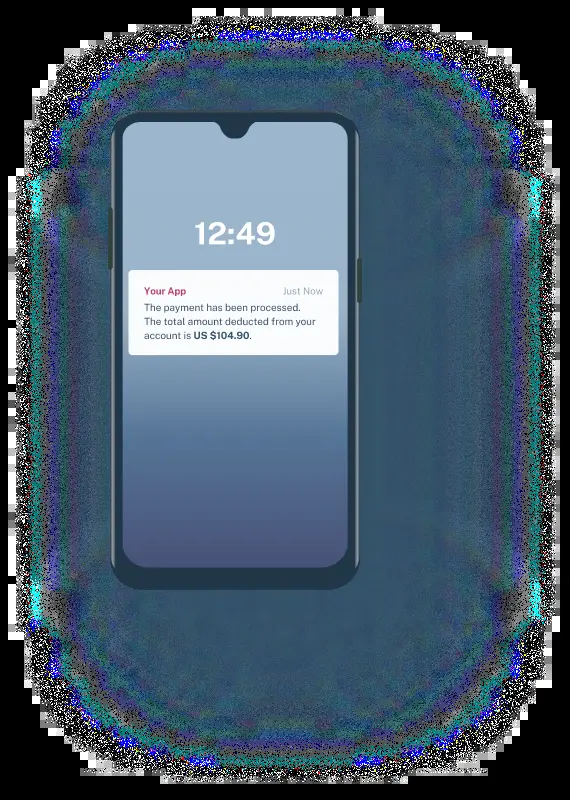 12:49
Your App Just Now
The payment has been processed.
The total amount deducted from your
account is US $104.90.